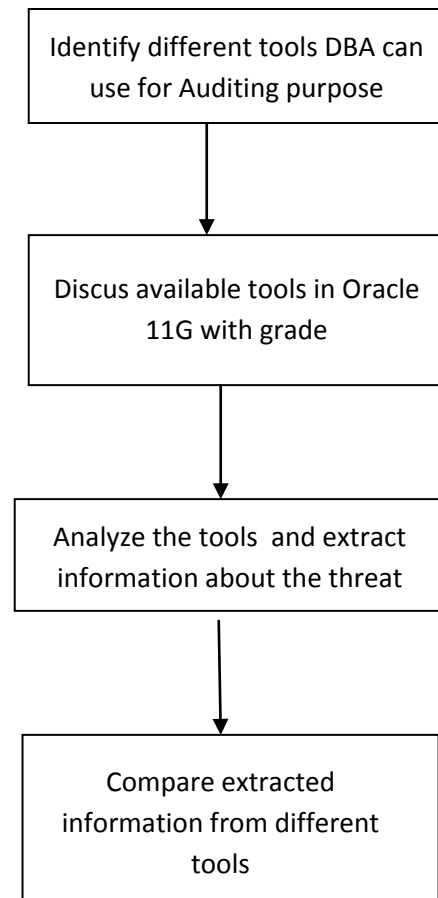 Identify different tools DBA can
use for Auditing purpose
Discus available tools in Oracle
11G with grade
Analyze the tools and extract
information about the threat
Compare extracted
information from different
tools